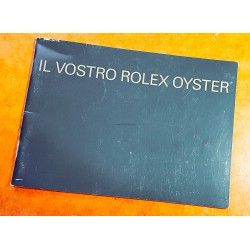 IL VOSTRO ROLEX OYSTER